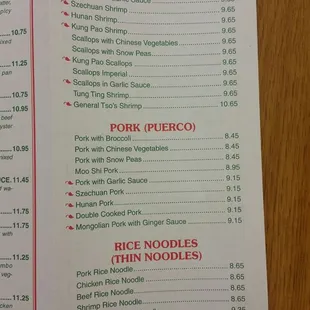 10.75
11.25
10.75
10.95
10.95
11.45
11.75
11.25
11.25
Szechuan Shrimp 9.65
Hunan Shrimp 9.65
Kung Pao Shrimp 9.65
Scallops with Chinese Vegetables 9.65
Scallops with Snow Peas 9.65
Kung Pao Scallops 9.65
Scallops Imperial 9.65
Scallops in Garlic Sauce 9.65
Tung Ting Shrimp 9.65
General Tso's Shrimp 10.65
PORK (PUERCO)
Pork with Broccoli 8.45
Pork with Chinese Vegetables 8.45
Pork with Snow Peas 8.45
Moo Shi Pork 8.95
Pork with Garlic Sauce 9.15
Szechuan Pork 9.15
Hunan Pork 9.15
Double Cooked Pork 9.15
Mongolian Pork with Ginger Sauce 9.15
RICE NOODLES
(THIN NOODLES)
Pork Rice Noodle 8.65
Chicken Rice Noodle 8.65
Beef Rice Noodle 8.65
Shrimp Rice Noodle 9.35